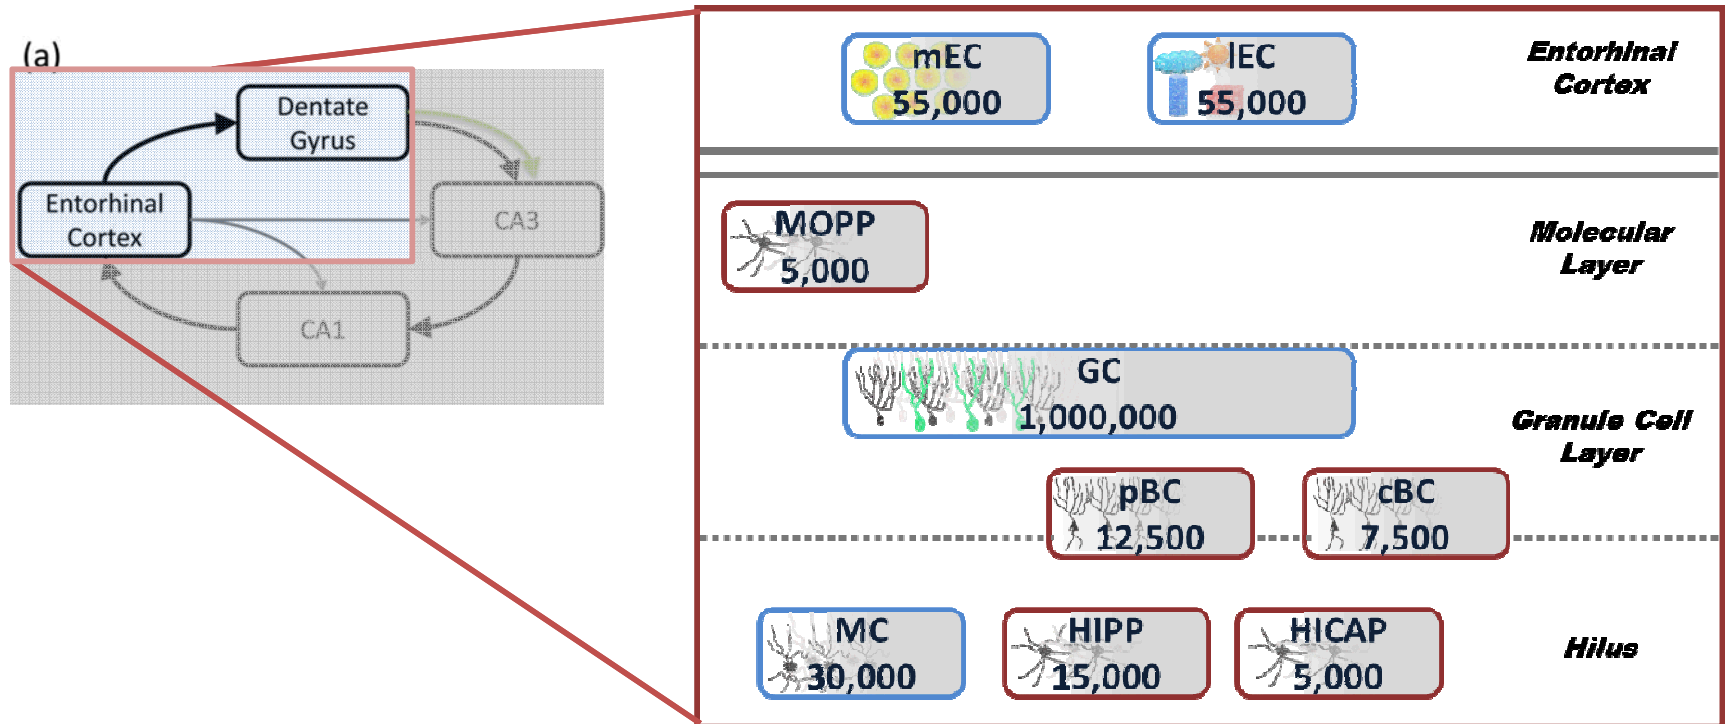 (a)
Dentate
Gyrus
Entorhinal
Cortex
CA3
CA1
mEC
55,000
lEC
55,000
Entorhinal
Cortex
MOPP
5,000
Molecular
Layer
GC
1,000,000
Granule Cell
Layer
pBC
12,500
cBC
7,500
MC
30,000
HIPP
15,000
HICAP
5,000
Hilus